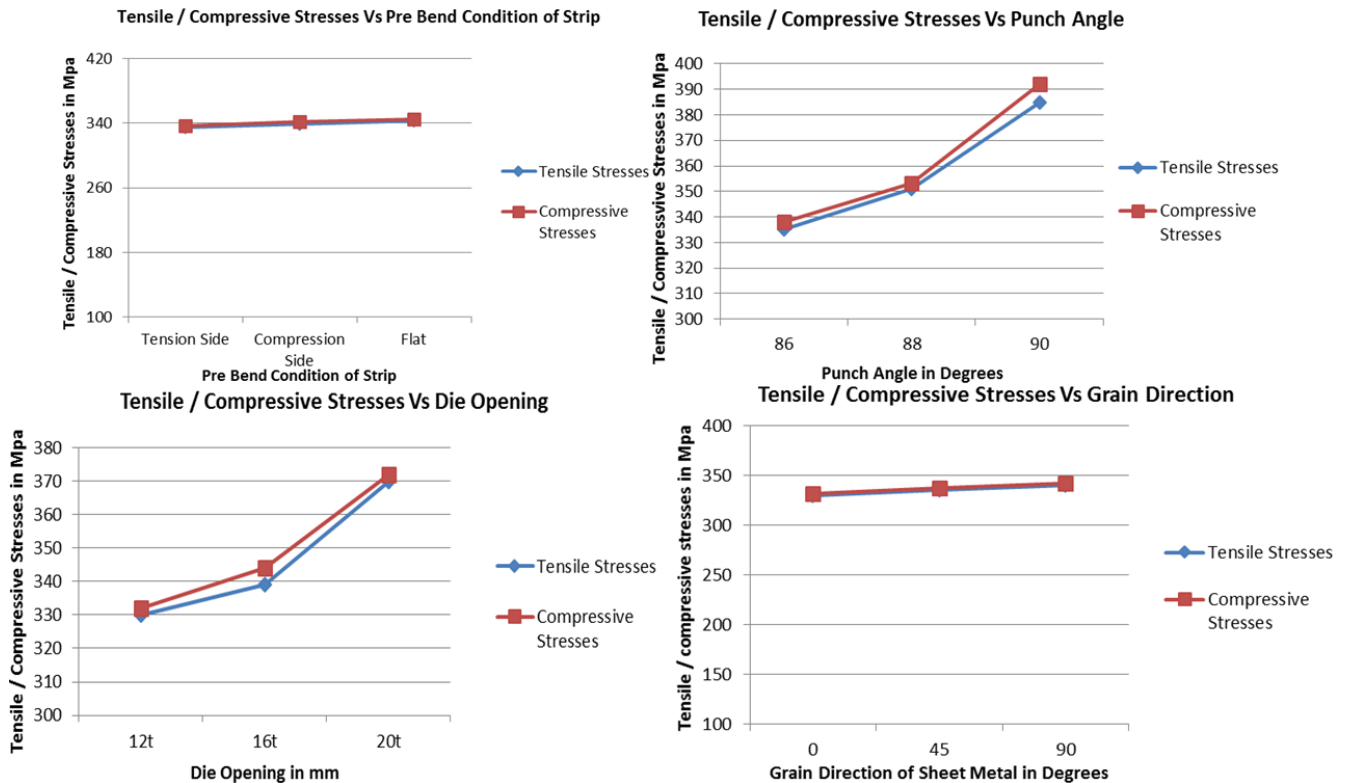 Tensile / Compressive Stresses Vs Pre Bend Condition of Strip
Tensile / Compressive Stresses in Mpa
420
340
260
180
100
Tension Side
Compression
Side
Flat
Pre Bend Condition of Strip
Tensile Stresses
Compressive
Stresses
Tensile / Compressive Stresses Vs Punch Angle
Tensile / Compressvive Stresses in Mpa
400
390
380
370
360
350
340
330
320
310
300
86
88
90
Punch Angle in Degrees
Tensile Stresses
Compressive
Stresses
Tensile / Compressive Stresses Vs Die Opening
Tensile / Compressive Stresses in Mpa
380
370
360
350
340
330
320
310
300
12t
16t
20t
Die Opening in mm
Tensile Stresses
Compressive
Stresses
Tensile / Compressive Stresses Vs Grain Direction
Tensile / compressive stresses in Mpa
400
350
300
250
200
150
100
0
45
90
Grain Direction of Sheet Metal in Degrees
Tensile Stresses
Compressive
Stresses